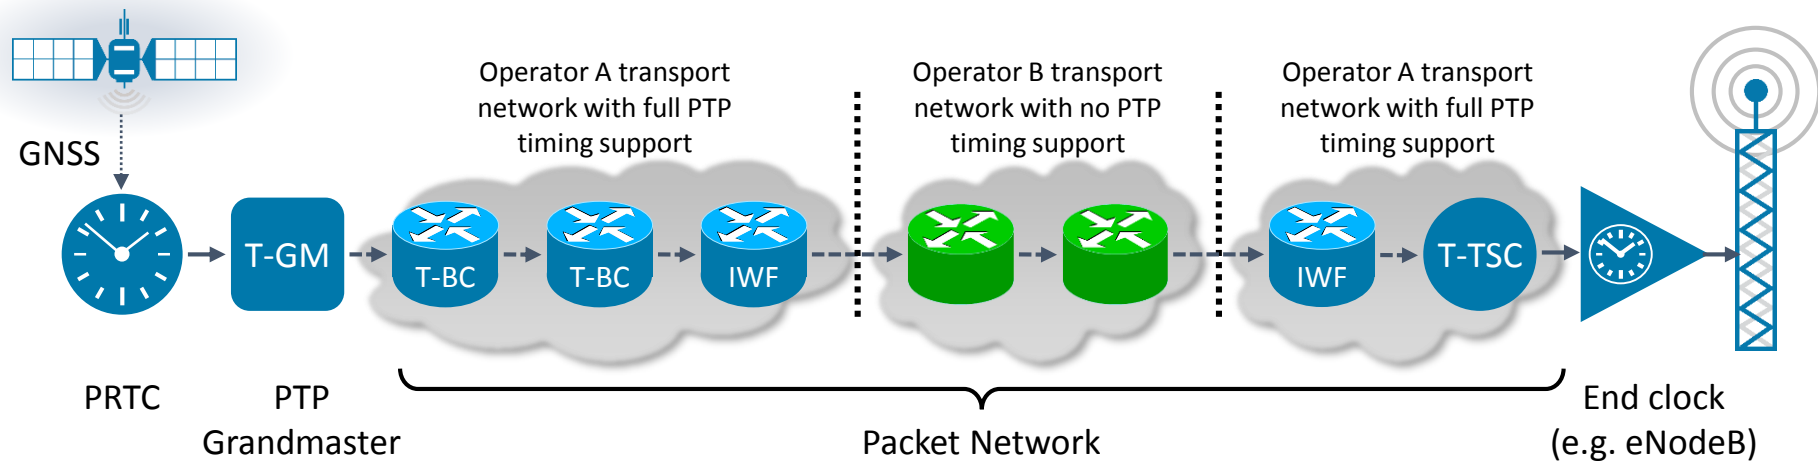 Operator A transport
network with full PTP
timing support
Operator B transport
network with no PTP
timing support
Operator A transport
network with full PTP
timing support
GNSS
T-GM
T-BC
T-BC
IWF
IWF
T-TSC
PRTC
PTP
Grandmaster
Packet Network
End clock
(e.g. eNodeB)